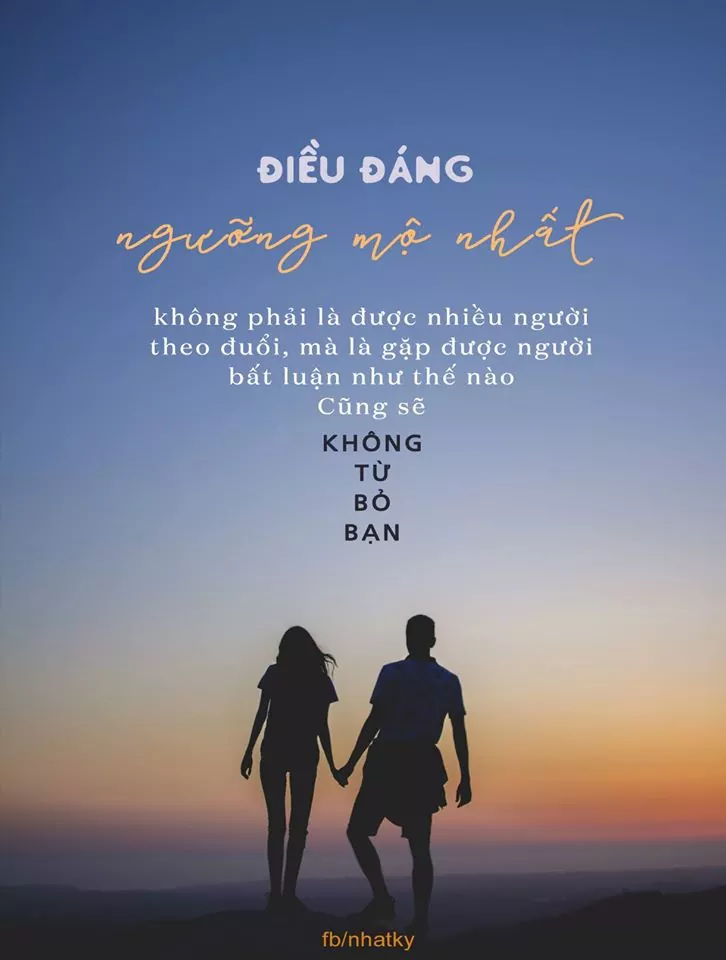 ĐIỀU ĐÁNG
ngưỡng mộ nhất
không phải là được nhiều người
theo đuổi, mà là gặp được người
bất luận như thế nào
Cũng sẽ
KHÔNG
TỪ
BỎ
BẠN
fb/nhatky